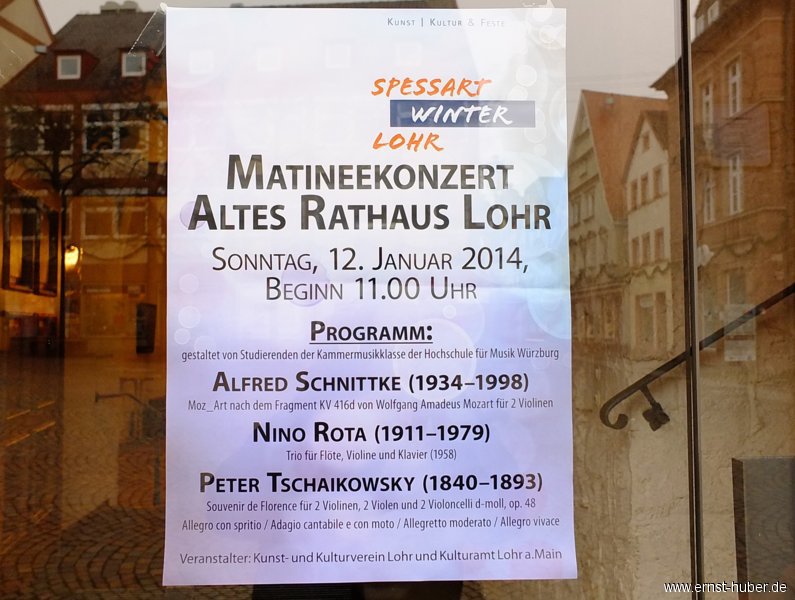 Kunst | Kultur & Feste
SPESSART
WINTER
LOHR
Matineekonzert
Altes Rathaus Lohr
Sonntag, 12. Januar 2014,
Beginn 11.00 Uhr
Programm:
gestaltet von Studierenden der Kammermusikklasse der Hochschule für Musik Würzburg
Alfred Schnittke (1934–1998)
Moz_Art nach dem Fragment KV 416d von Wolfgang Amadeus Mozart für 2 Violinen
Nino Rota (1911–1979)
Trio für Flöte, Violine und Klavier (1958)
Peter Tschaikowsky (1840–1893)
Souvenir de Florence für 2 Violinen, 2 Violen und 2 Violoncelli d-moll, op. 48
Allegro con spritio / Adagio cantabile e con moto / Allegretto moderato / Allegro vivace
Veranstalter: Kunst- und Kulturverein Lohr und Kulturamt Lohr a.Main
www.ernst-huber.de